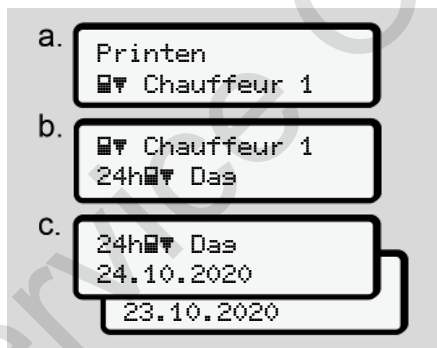 a.
Printen
Chauffeur 1
b.
Chauffeur 1
24h Dag
c.
24h Dag
24.10.2020
23.10.2020